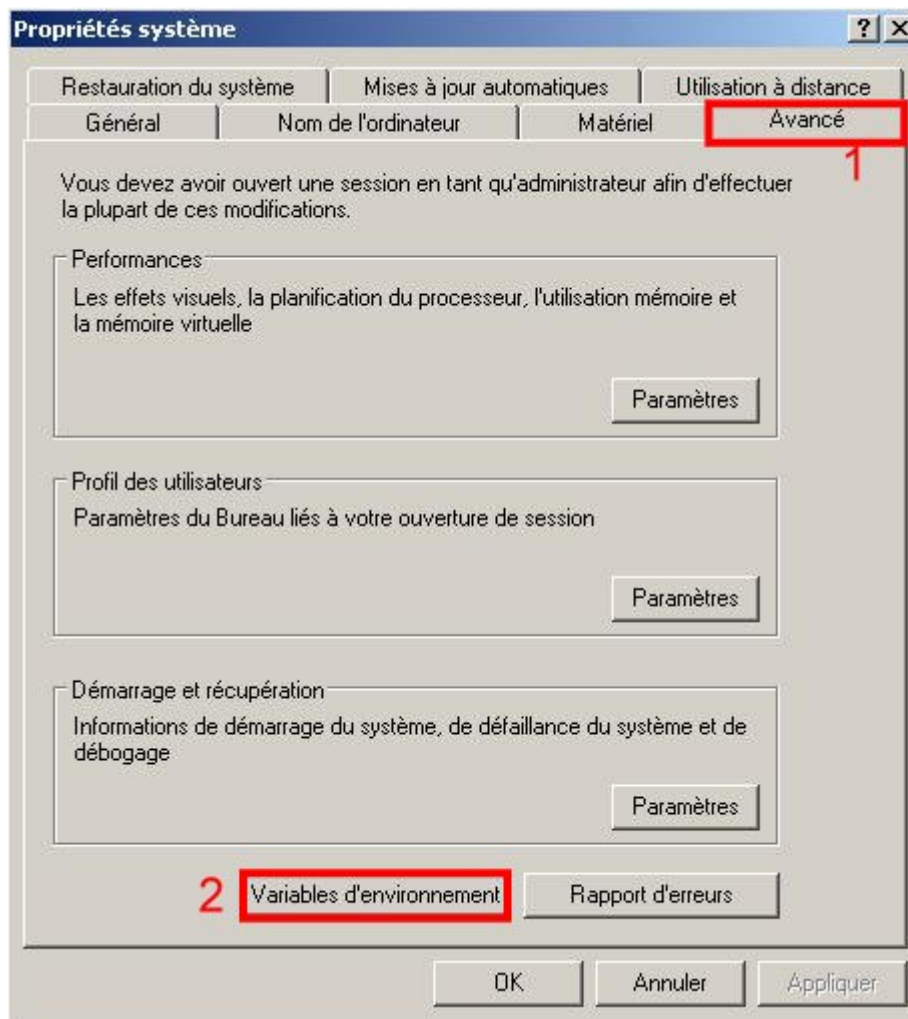 Propriétés système
Restauration du système Mises à jour automatiques Utilisation à distance
Général Nom de l'ordinateur Matériel Avancé
1
Vous devez avoir ouvert une session en tant qu'administrateur afin d'effectuer
la plupart de ces modifications.
Performances
Les effets visuels, la planification du processeur, l'utilisation mémoire et
la mémoire virtuelle
Paramètres
Profil des utilisateurs
Paramètres du Bureau liés à votre ouverture de session
Paramètres
Démarrage et récupération
Informations de démarrage du système, de défaillance du système et de
débogage
Paramètres
2 Variables d'environnement Rapport d'erreurs
OK Annuler Appliquer